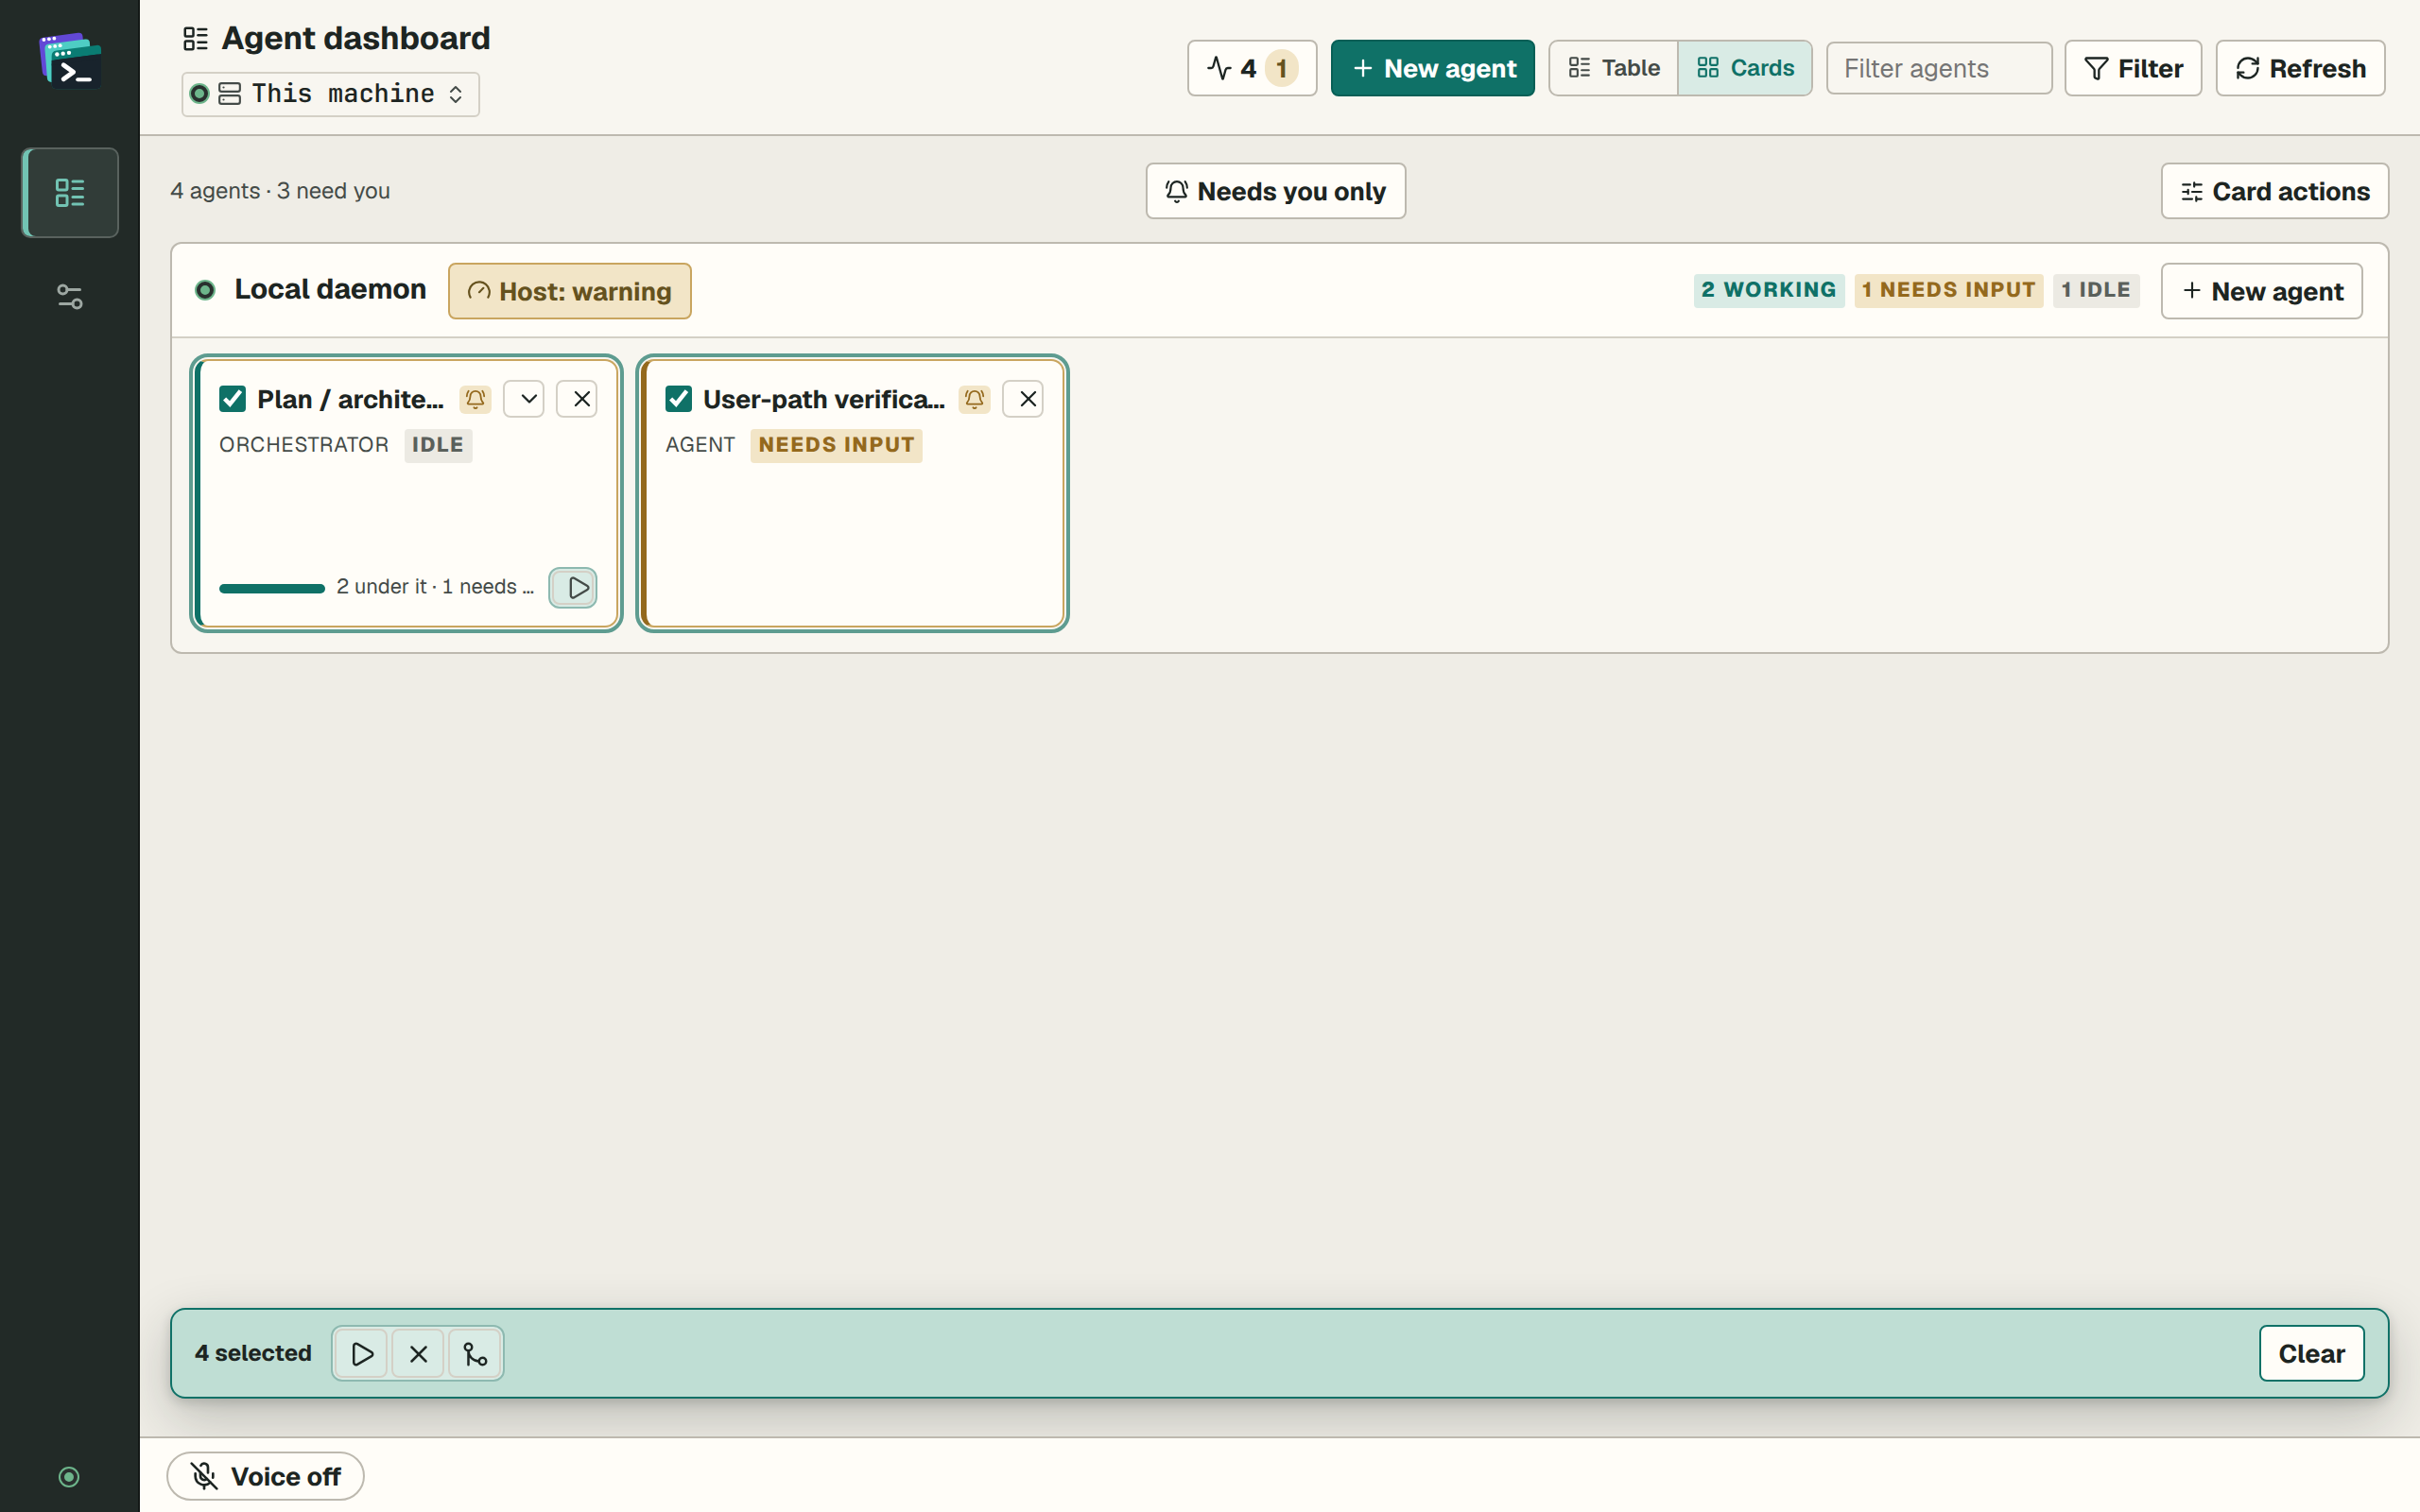 Agent dashboard
This machine
4 1
New agent
Table
Cards
Filter agents
Filter
Refresh
4 agents · 3 need you
Needs you only
Card actions
Local daemon
Host: warning
2 WORKING
1 NEEDS INPUT
1 IDLE
New agent
Plan / archite...
ORCHESTRATOR
IDLE
2 under it · 1 needs ...
User-path verifica...
AGENT
NEEDS INPUT
4 selected
Clear
Voice off